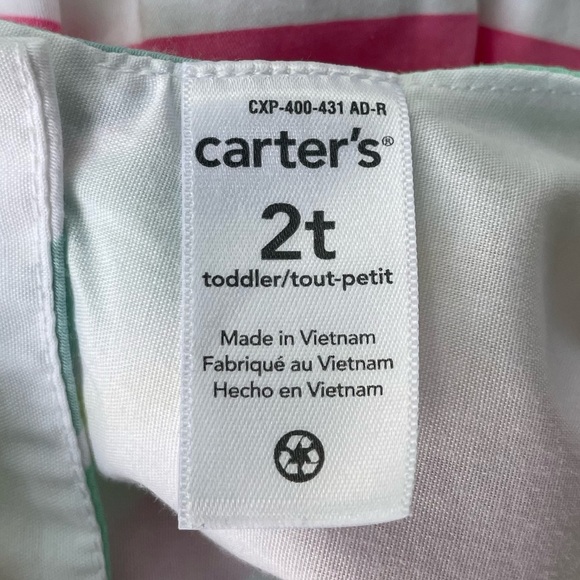 CXP-400-431 AD-R
carter's®
2t
toddler/tout-petit
Made in Vietnam
Fabriqué au Vietnam
Hecho en Vietnam